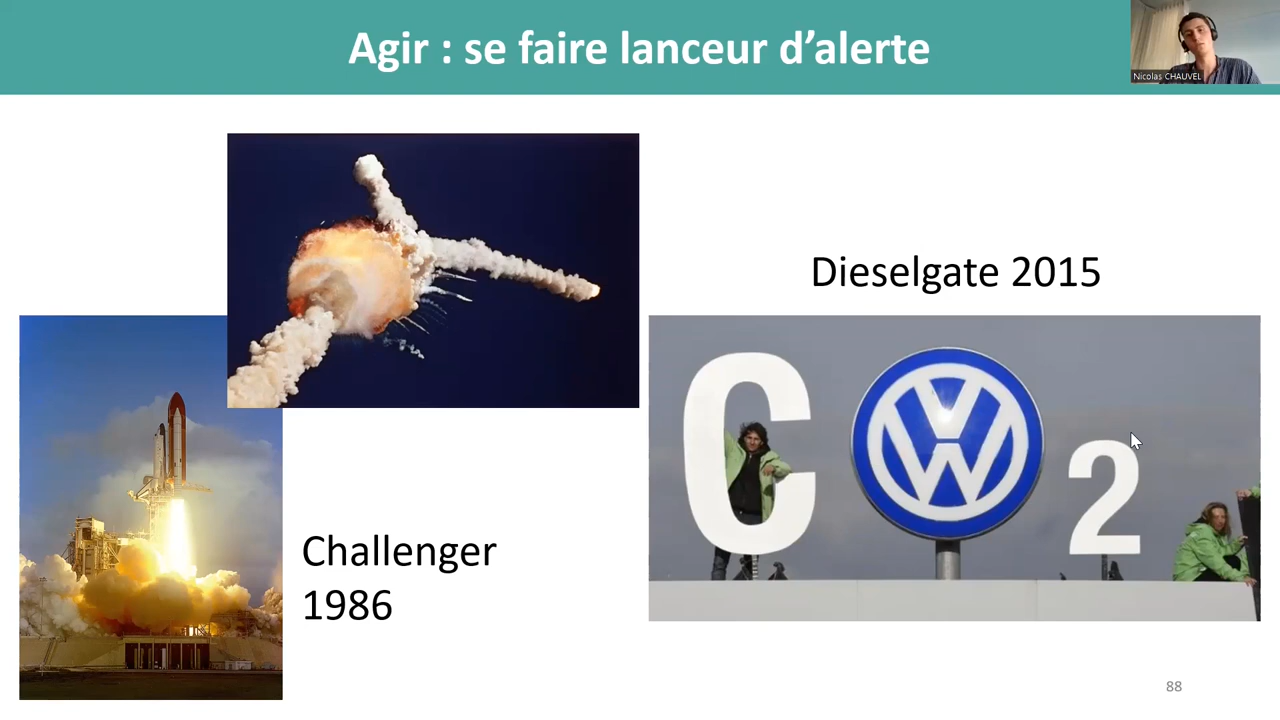 Agir : se faire lanceur d’alerte
Nicolas CHAUVEL
Dieselgate 2015
C W 2
Challenger
1986
88